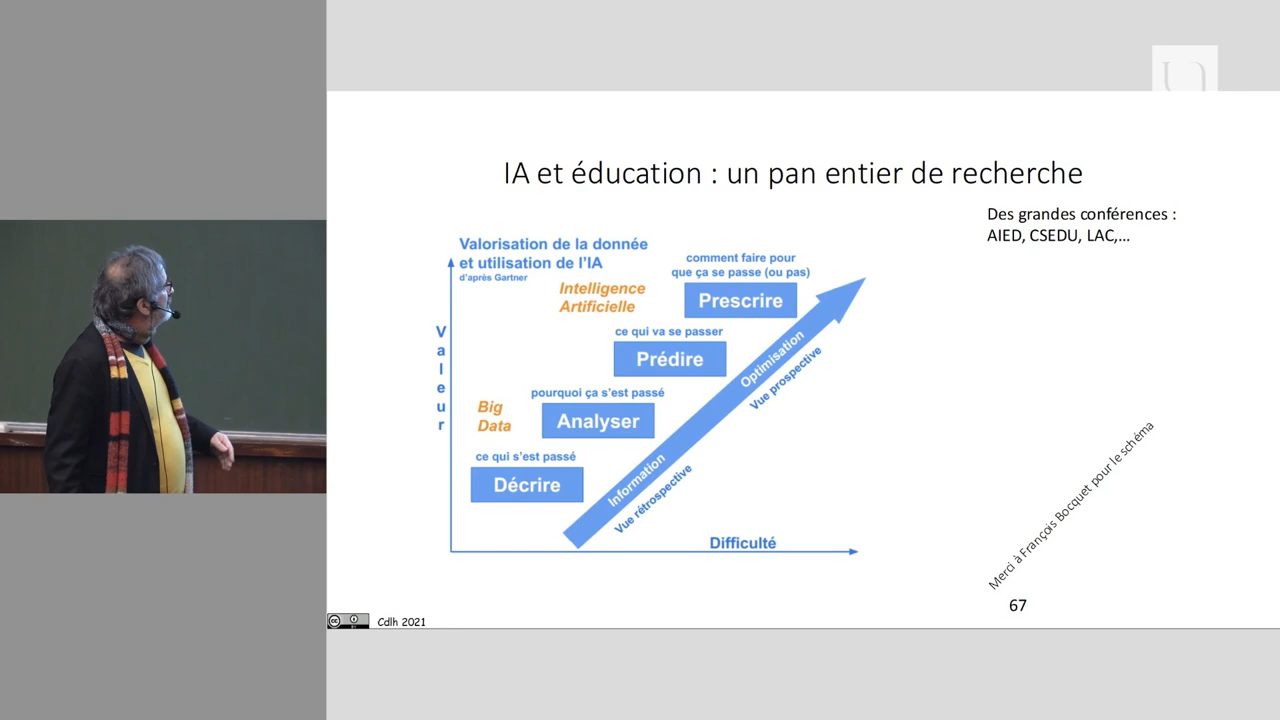 IA et éducation : un pan entier de recherche
Des grandes conférences :
AIED, CSEDU, LAC,...
Valorisation de la donnée
et utilisation de l'IA
d'après Gartner
comment faire pour
que ça se passe (ou pas)
Intelligence
Artificielle
Prescrire
ce qui va se passer
Prédire
Optimisation
Vue prospective
Valeur
pourquoi ça s'est passé
Big
Data
Analyser
ce qui s'est passé
Décrire
Information
Vue rétrospective
Difficulté
Merci à François Bocquet pour le schéma
67
cc
BY
Cdlh 2021